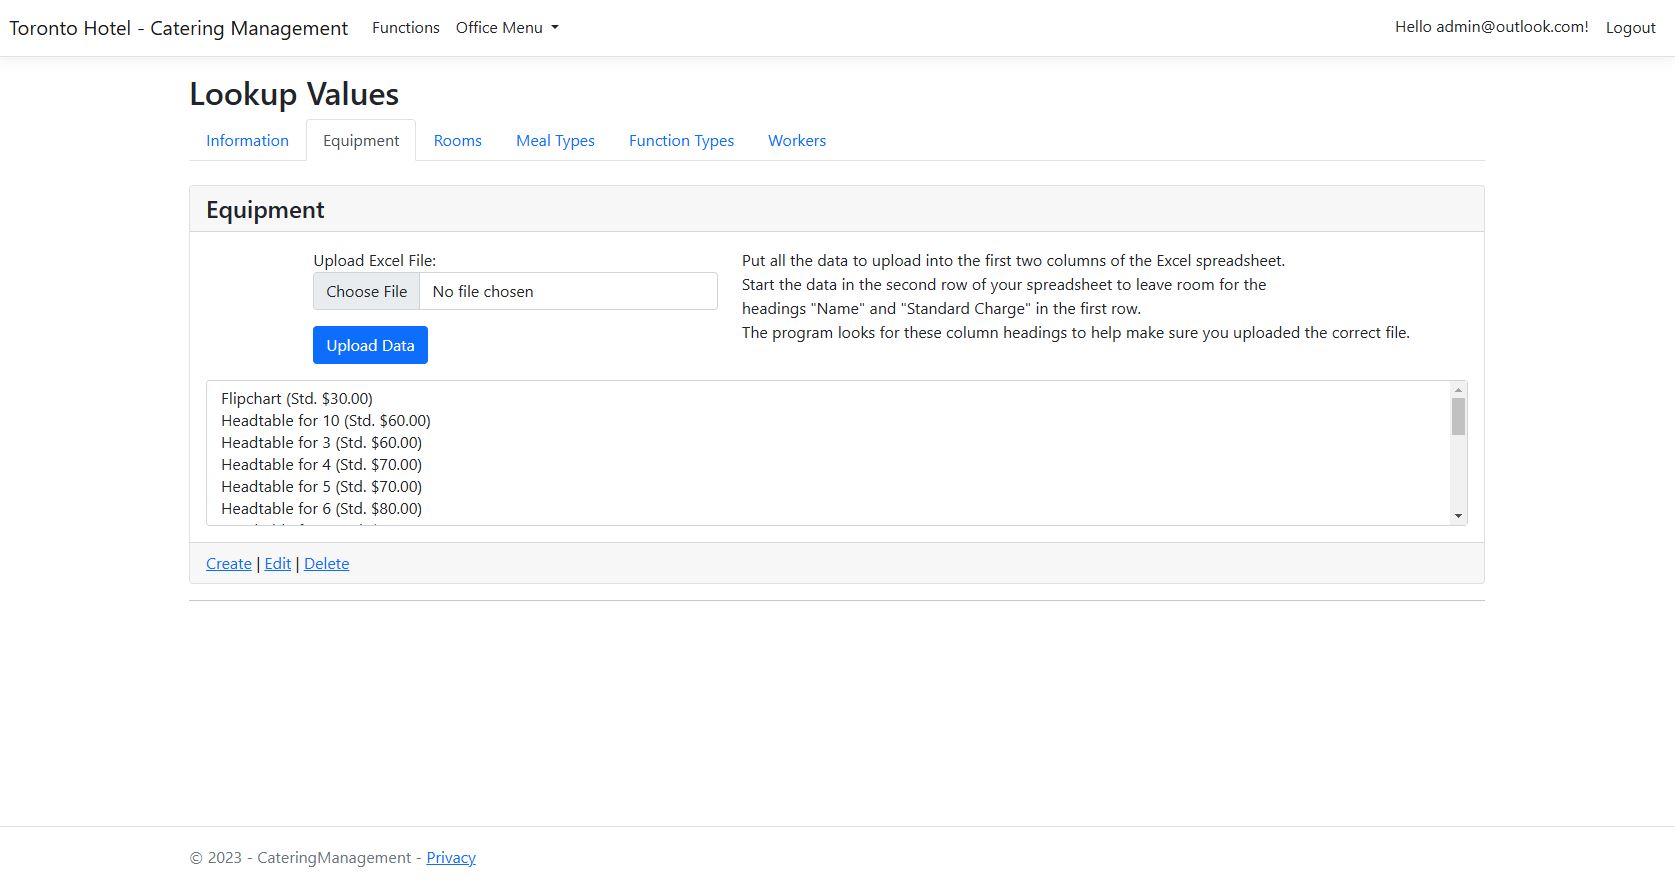 Toronto Hotel - Catering Management Functions Office Menu Hello admin@outlook.com! Logout
Lookup Values
Information Equipment Rooms Meal Types Function Types Workers
Equipment
Upload Excel File:
Choose File No file chosen
Upload Data
Put all the data to upload into the first two columns of the Excel spreadsheet.
Start the data in the second row of your spreadsheet to leave room for the
headings "Name" and "Standard Charge" in the first row.
The program looks for these column headings to help make sure you uploaded the correct file.
Flipchart (Std. $30.00)
Headtable for 10 (Std. $60.00)
Headtable for 3 (Std. $60.00)
Headtable for 4 (Std. $70.00)
Headtable for 5 (Std. $70.00)
Headtable for 6 (Std. $80.00)
Create | Edit | Delete
© 2023 - CateringManagement - Privacy